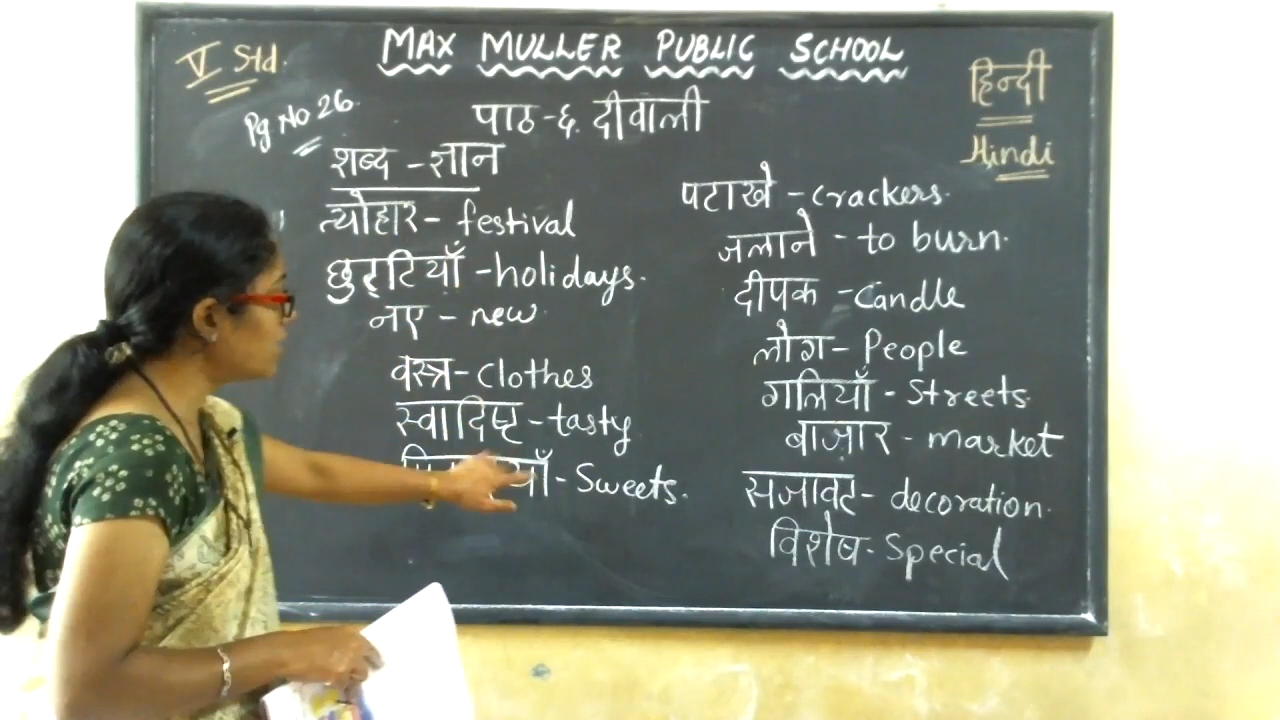 V Std.
MAX MULLER PUBLIC SCHOOL
हिन्दी
Hindi
Pg No 26
पाठ-६. दीवाली
शब्द - ज्ञान
त्योहार - festival
छुट्टियाँ - holidays.
नए - new
वस्त्र - clothes
स्वादिष्ट - tasty
याँ - Sweets.
पटाखे - crackers.
जलाने - to burn.
दीपक - Candle
लोग - People
गलियाँ - Streets.
बाज़ार - market
सजावट - decoration.
विशेष - Special